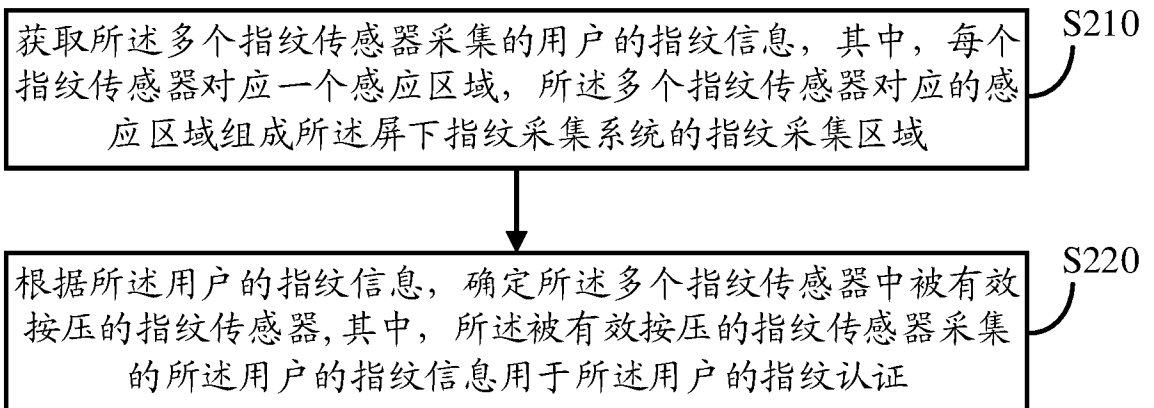 获取所述多个指纹传感器采集的用户的指纹信息，其中，每个
指纹传感器对应一个感应区域，所述多个指纹传感器对应的感
应区域组成所述屏下指纹采集系统的指纹采集区域
S210
根据所述用户的指纹信息，确定所述多个指纹传感器中被有效
按压的指纹传感器,其中，所述被有效按压的指纹传感器采集
的所述用户的指纹信息用于所述用户的指纹认证
S220